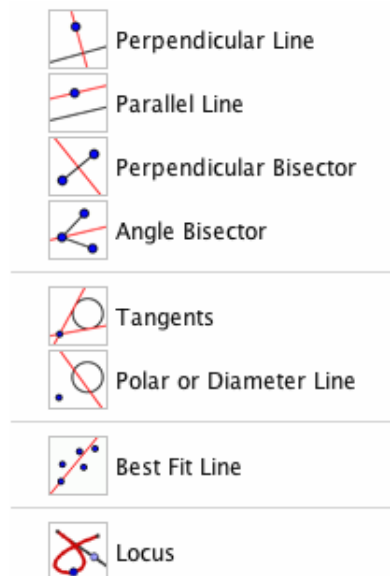 Perpendicular Line
Parallel Line
Perpendicular Bisector
Angle Bisector
Tangents
Polar or Diameter Line
Best Fit Line
Locus